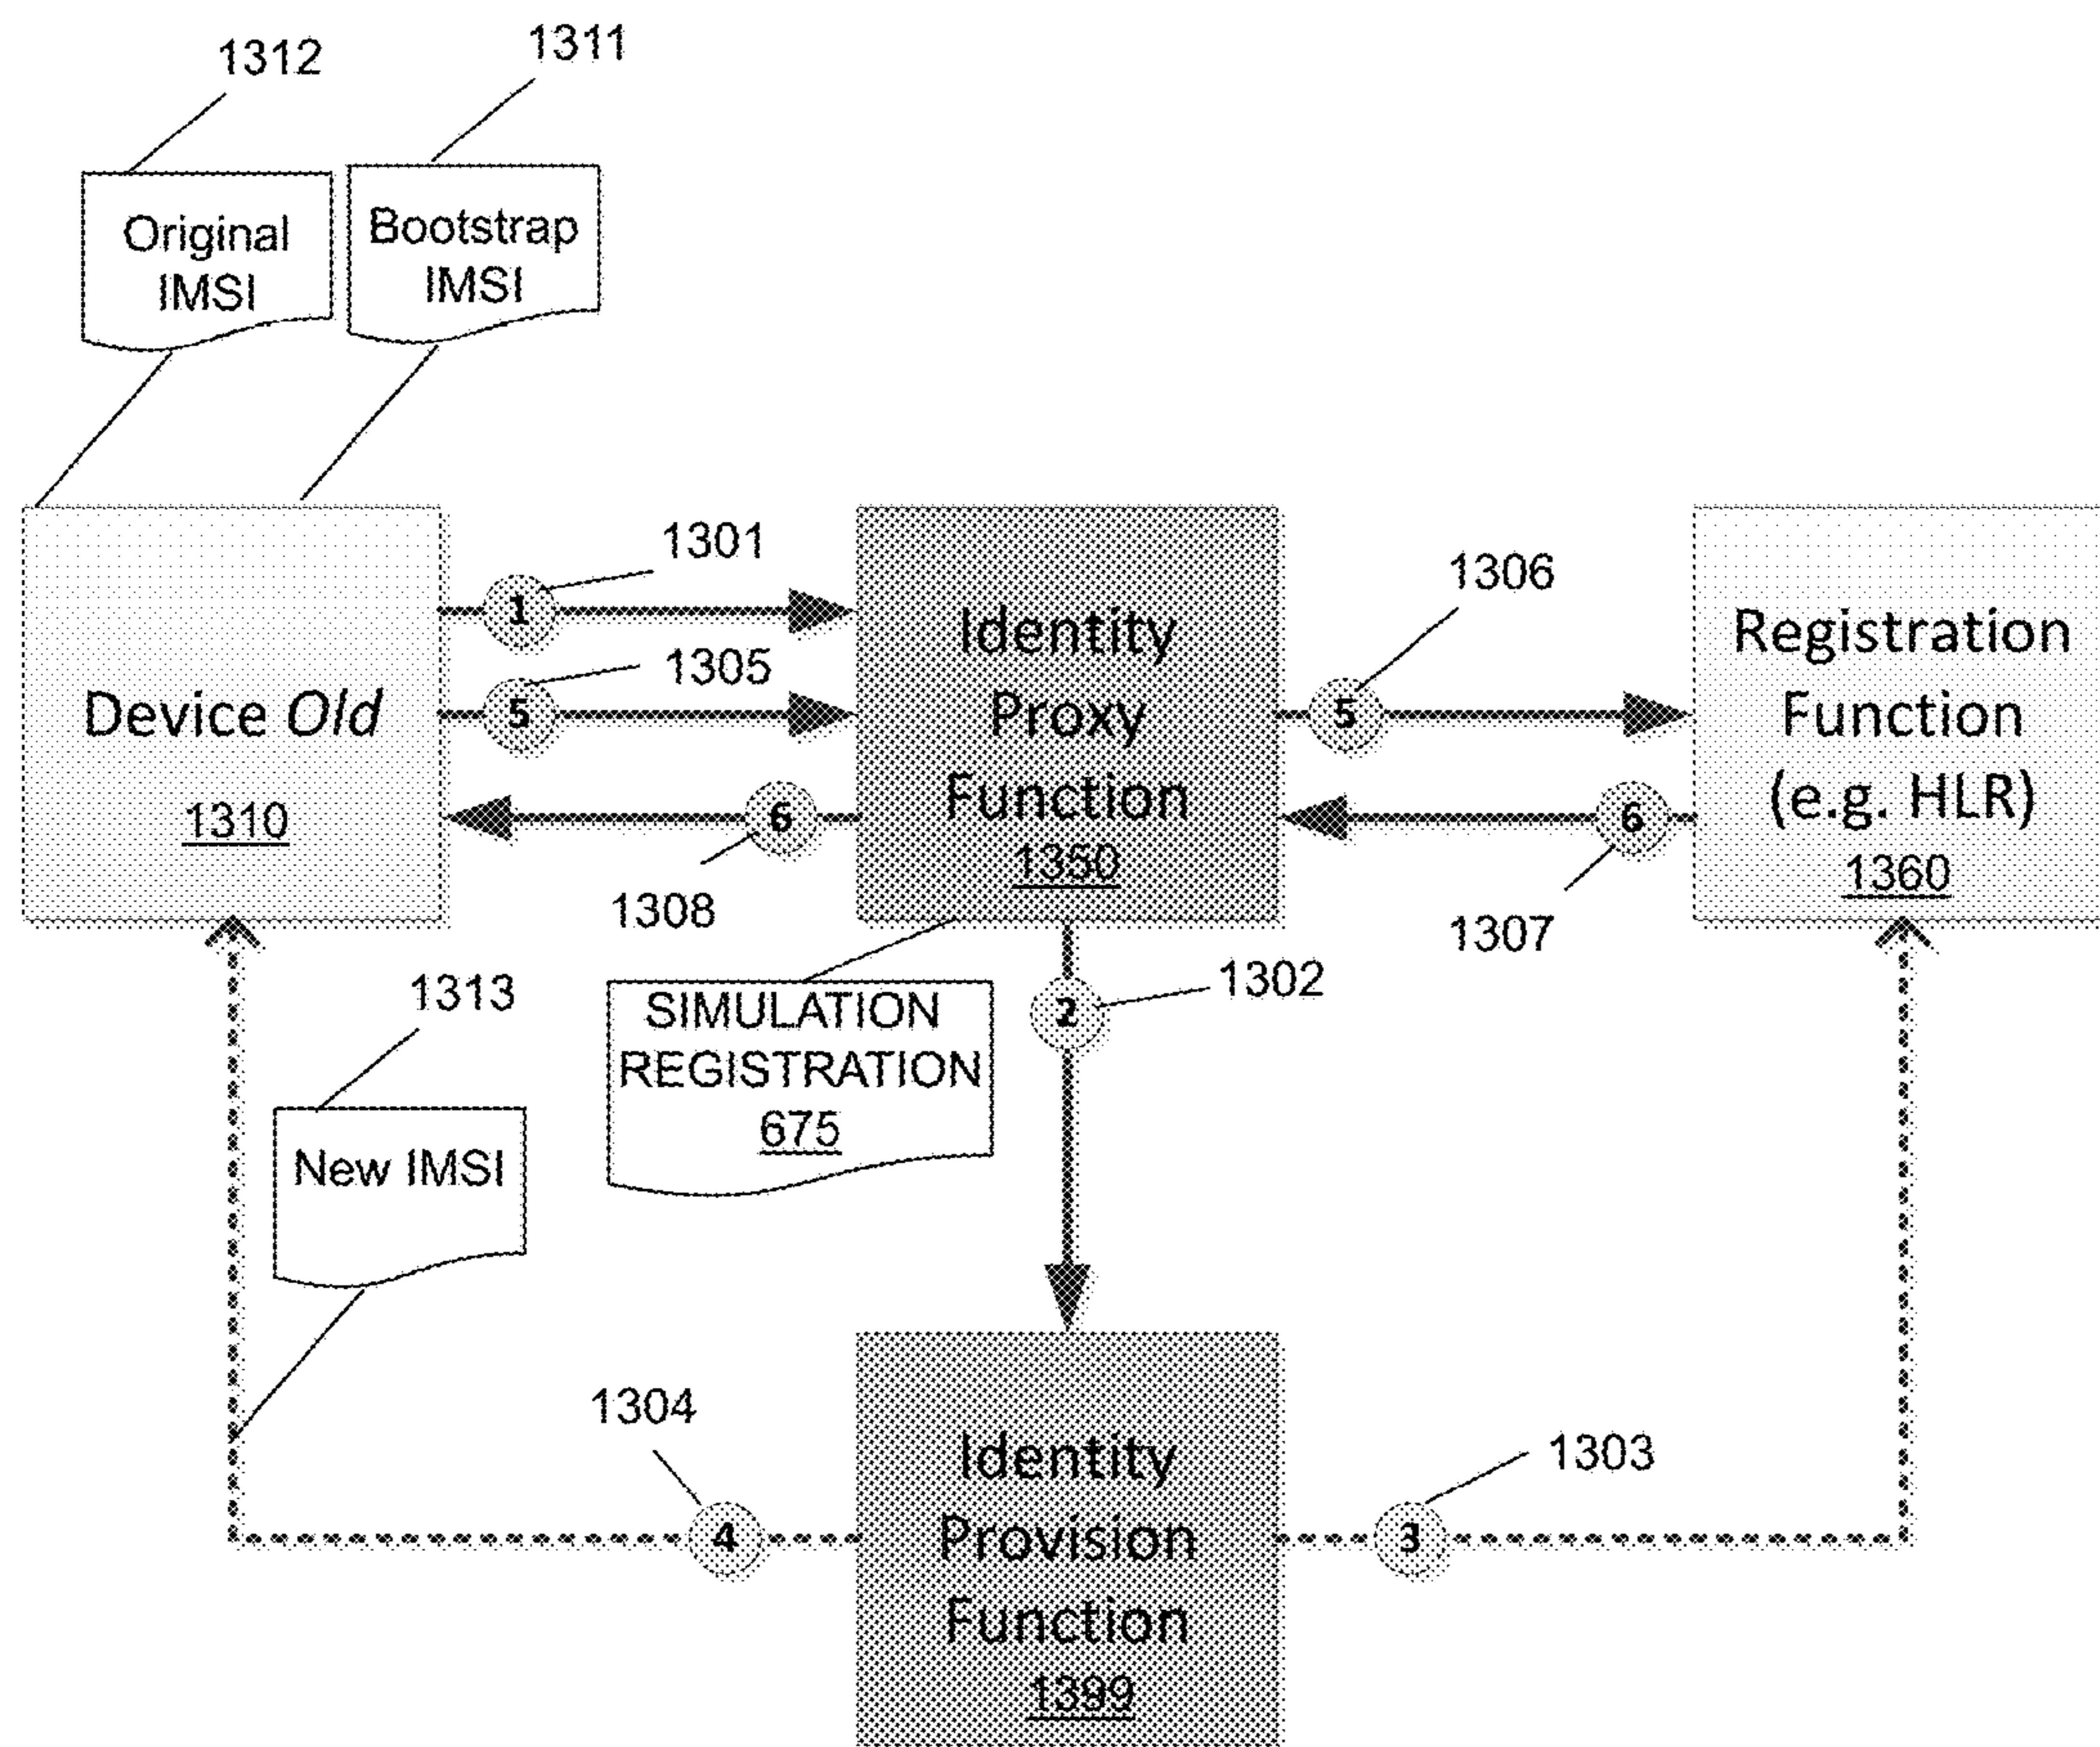 1312
1311
Original
IMSI
Bootstrap
IMSI
1301
1306
1
Identity
Proxy
Function
1350
Registration
Function
(e.g. HLR)
1360
1305
Device Old
1310
5
5
6
6
1308
1307
1313
SIMULATION
REGISTRATION
675
1302
2
New IMSI
1304
1303
Identity
Provision
Function
1399
4
3